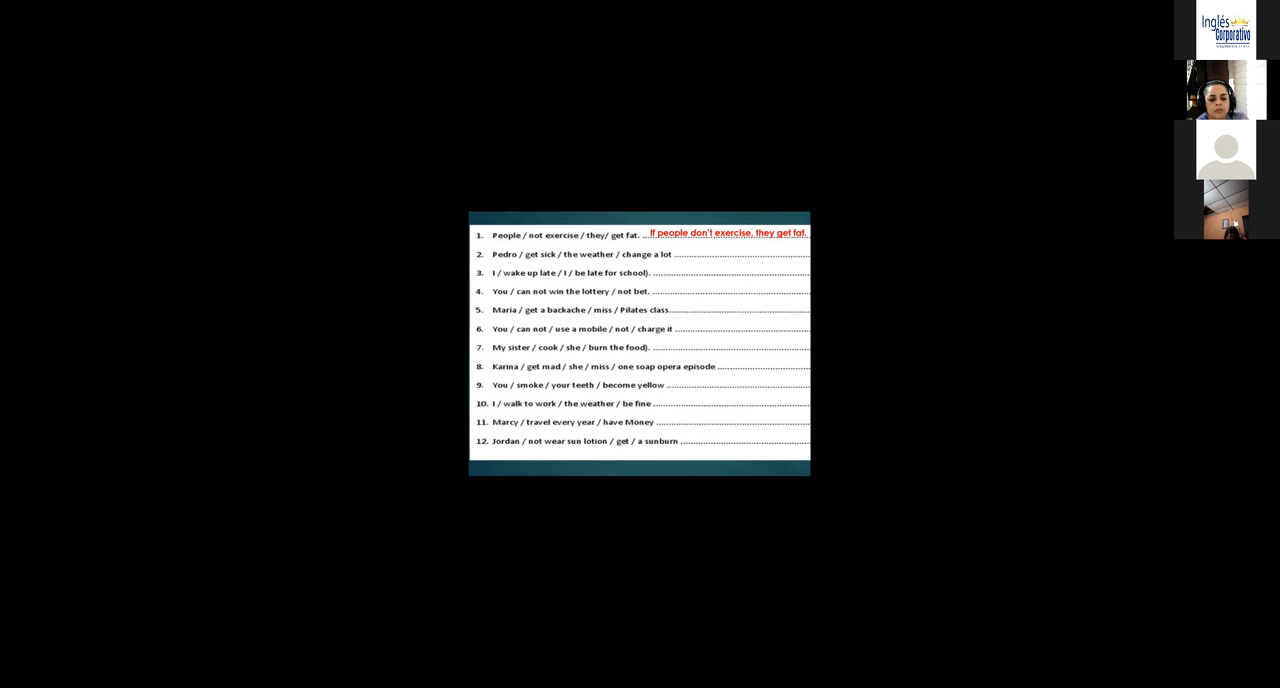 Inglés
Corporativo
1. People / not exercise / they/ get fat. ...If people don't exercise, they get fat.
2. Pedro / get sick / the weather / change a lot ..........................................
3. I / wake up late / I / be late for school). ................................................
4. You / can not win the lottery / not bet. ................................................
5. Maria / get a backache / miss / Pilates class...........................................
6. You / can not / use a mobile / not / charge it .........................................
7. My sister / cook / she / burn the food). ................................................
8. Karina / get mad / she / miss / one soap opera episode ............................
9. You / smoke / your teeth / become yellow ............................................
10. I / walk to work / the weather / be fine ................................................
11. Marcy / travel every year / have Money ...............................................
12. Jordan / not wear sun lotion / get / a sunburn ........................................